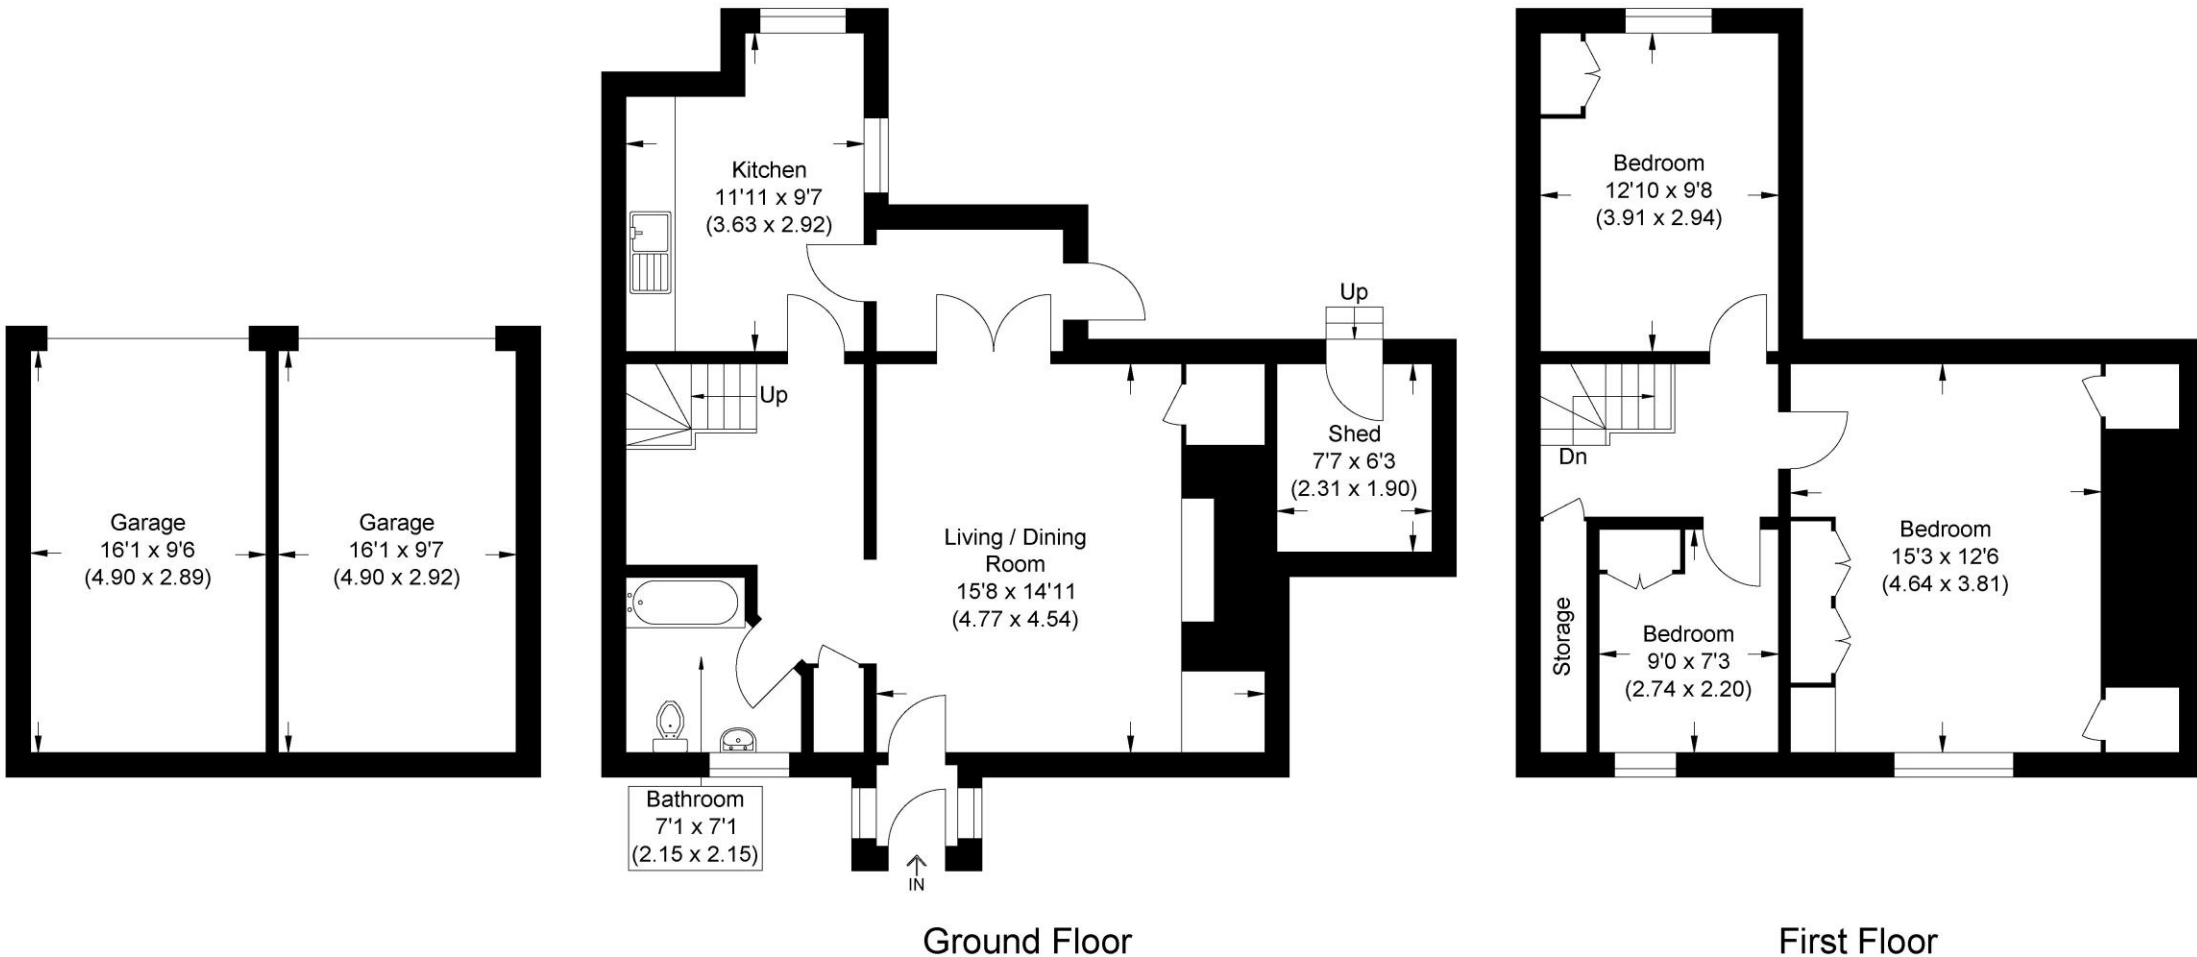 Garage
16'1 x 9'6
(4.90 x 2.89)
Garage
16'1 x 9'7
(4.90 x 2.92)
Kitchen
11'11 x 9'7
(3.63 x 2.92)
Up
Up
Shed
7'7 x 6'3
(2.31 x 1.90)
Living / Dining
Room
15'8 x 14'11
(4.77 x 4.54)
Bathroom
7'1 x 7'1
(2.15 x 2.15)
IN
Ground Floor
Bedroom
12'10 x 9'8
(3.91 x 2.94)
Dn
Bedroom
15'3 x 12'6
(4.64 x 3.81)
Storage
Bedroom
9'0 x 7'3
(2.74 x 2.20)
First Floor